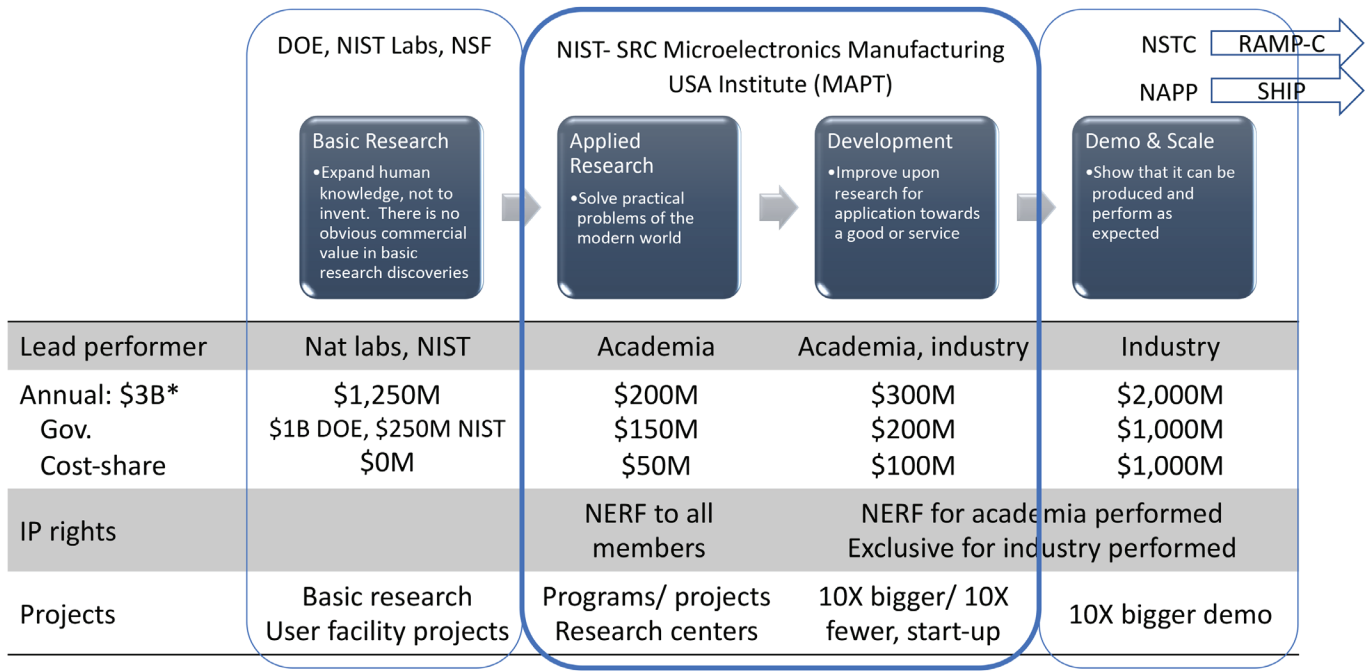 DOE, NIST Labs, NSF
NIST- SRC Microelectronics Manufacturing
USA Institute (MAPT)
NSTC RAMP-C
NAPP SHIP
Basic Research
•Expand human
knowledge, not to
invent. There is no
obvious commercial
value in basic
research discoveries
Applied
Research
•Solve practical
problems of the
modern world
Development
•Improve upon
research for
application towards
a good or service
Demo & Scale
•Show that it can be
produced and
perform as
expected
Lead performer Nat labs, NIST Academia Academia, industry Industry
Annual: $3B* $1,250M $200M $300M $2,000M
Gov. $1B DOE, $250M NIST $150M $200M $1,000M
Cost-share $0M $50M $100M $1,000M
IP rights
NERF to all
members
NERF for academia performed
Exclusive for industry performed
Projects
Basic research
User facility projects
Programs/ projects
Research centers
10X bigger/ 10X
fewer, start-up
10X bigger demo